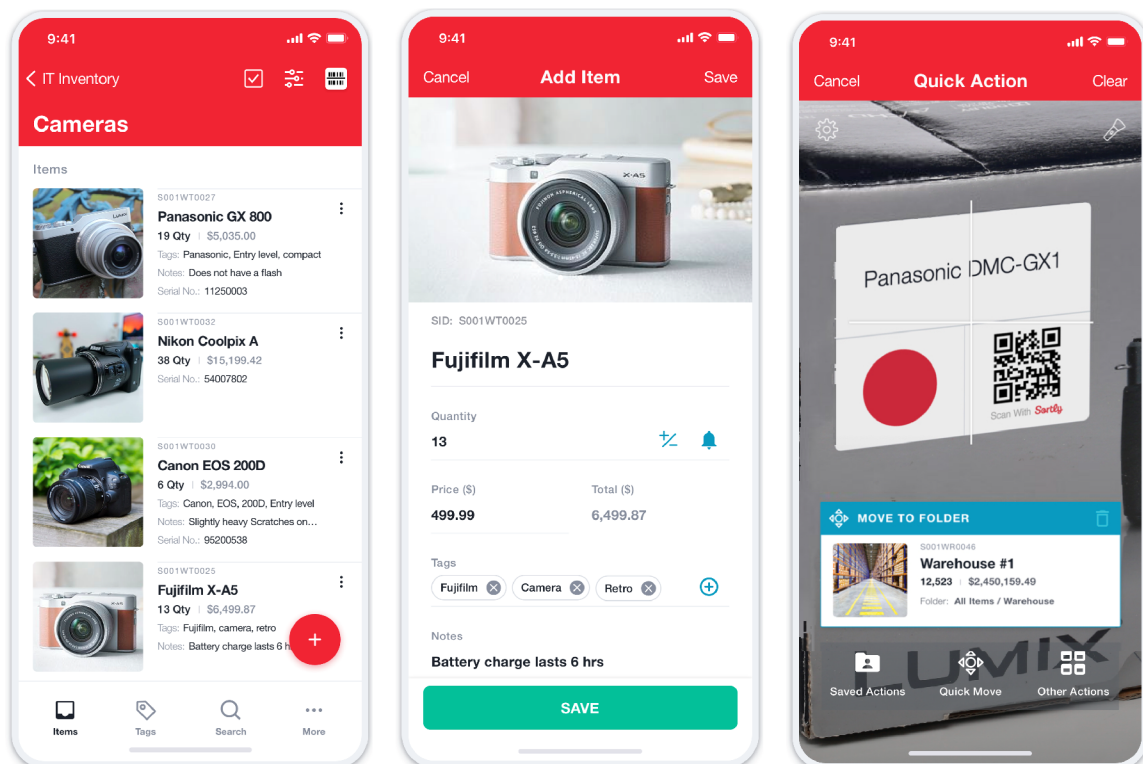 9:41
IT Inventory
Cameras
Items
S001WT0027
Panasonic GX 800
19 Qty | $5,035.00
Tags: Panasonic, Entry level, compact
Notes: Does not have a flash
Serial No.: 11250003
S001WT0032
Nikon Coolpix A
38 Qty | $15,199.42
Serial No.: 54007802
S001WT0030
Canon EOS 200D
6 Qty | $2,994.00
Tags: Canon, EOS, 200D, Entry level
Notes: Slightly heavy Scratches on...
Serial No.: 95200538
S001WT0025
Fujifilm X-A5
13 Qty | $6,499.87
Tags: Fujifilm, camera, retro
Notes: Battery charge lasts 6 h
+
Items Tags Search More
9:41
Cancel Add Item Save
X-A5
SID: S001WT0025
Fujifilm X-A5
Quantity
13
Price ($) Total ($)
499.99 6,499.87
Tags
Fujifilm Camera Retro
Notes
Battery charge lasts 6 hrs
SAVE
9:41
Cancel Quick Action Clear
Panasonic DMC-GX1
Scan With Sortly
MOVE TO FOLDER
S001WR0046
Warehouse #1
12,523 | $2,450,159.49
Folder: All Items / Warehouse
LUMIX
Saved Actions Quick Move Other Actions